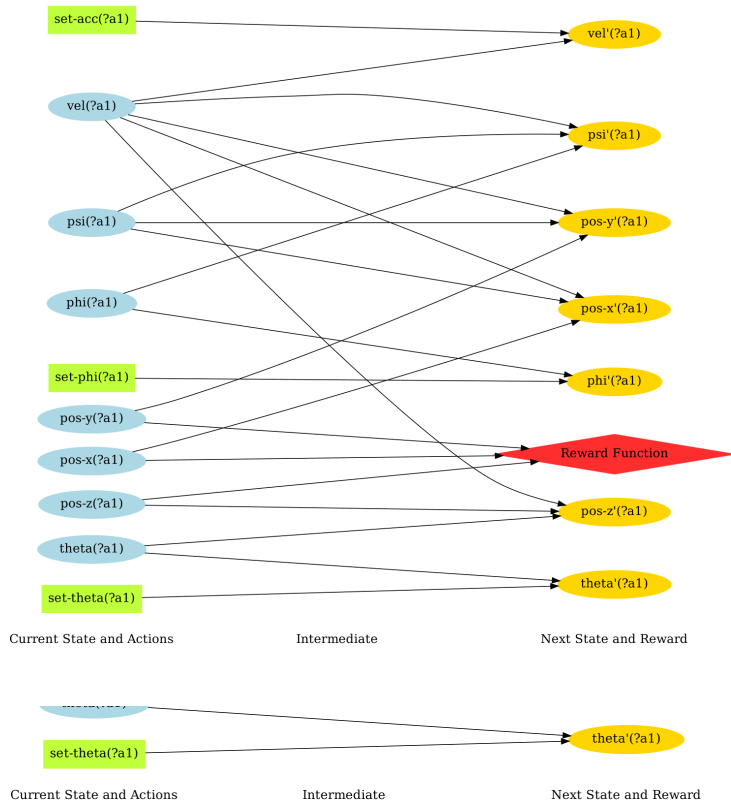 set-acc(?a1)
vel'(?a1)
vel(?a1)
psi'(?a1)
psi(?a1)
pos-y'(?a1)
phi(?a1)
pos-x'(?a1)
set-phi(?a1)
phi'(?a1)
pos-y(?a1)
pos-x(?a1)
Reward Function
pos-z(?a1)
pos-z'(?a1)
theta(?a1)
theta'(?a1)
set-theta(?a1)
Current State and Actions
Intermediate
Next State and Reward
theta'(?a1)
set-theta(?a1)
Current State and Actions
Intermediate
Next State and Reward